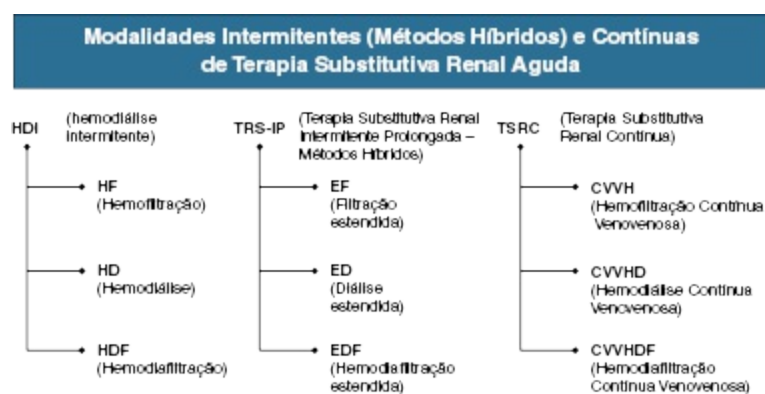 Modalidades Intermitentes (Métodos Híbridos) e Contínuas
de Terapia Substitutiva Renal Aguda
HDI
(hemodiálise
Intermitente)
HF
(Hemofiltração)
HD
(Hemodiálise)
HDF
(Hemodiafiltração)
TRS-IP
(Terapia Substitutiva Renal
Intermitente Prolongada –
Métodos Híbridos)
EF
(Filtração
estendida)
ED
(Diálise
estendida)
EDF
(Hemodiafiltração
estendida)
TSRC
(Terapia Substitutiva
Renal Contínua)
CVVH
(Hemofiltração Contínua
Venovenosa)
CVVHD
(Hemodiálise Contínua
Venovenosa)
CVVHDF
(Hemodiafiltração
Contínua Venovenosa)